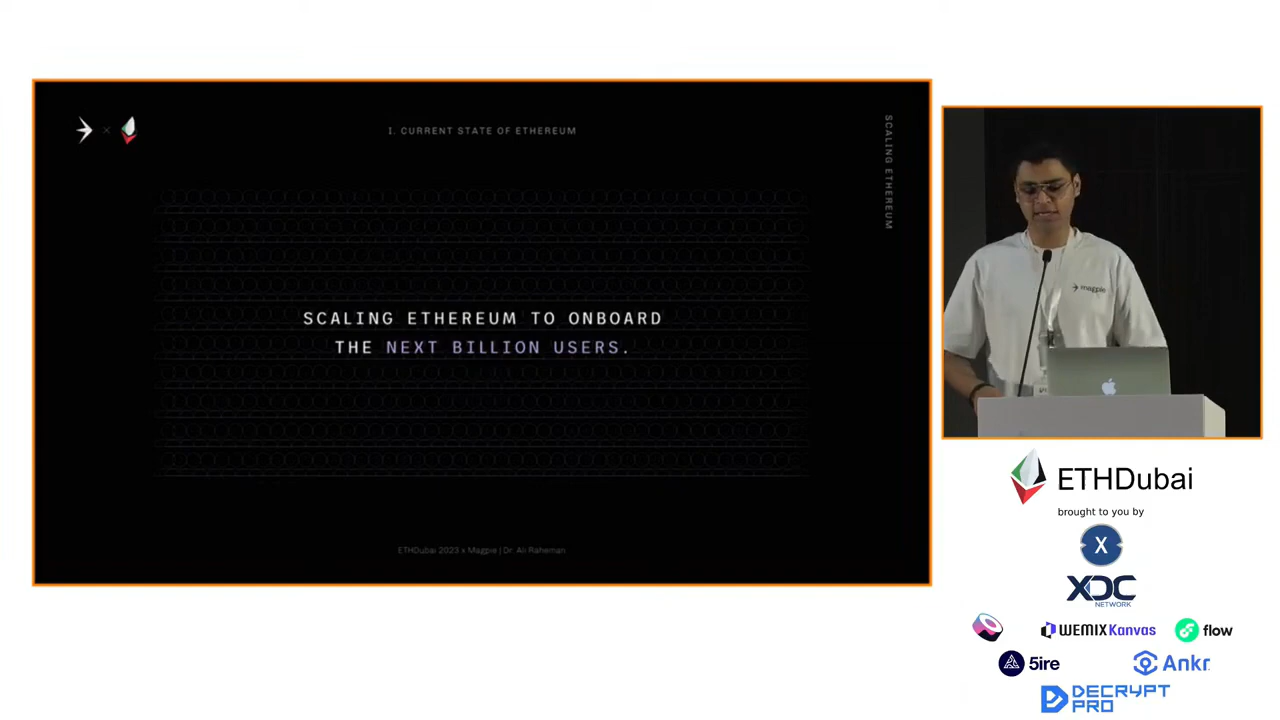 I. CURRENT STATE OF ETHEREUM
SCALING ETHEREUM
SCALING ETHEREUM TO ONBOARD
THE NEXT BILLION USERS.
ETHDubai 2023 x Magpie | Dr. Ali Raheman
magpie
ETHDubai
brought to you by
X
XDC
NETWORK
WEMIX Kanvas
flow
5ire
Ankr
DECRYPT
PRO